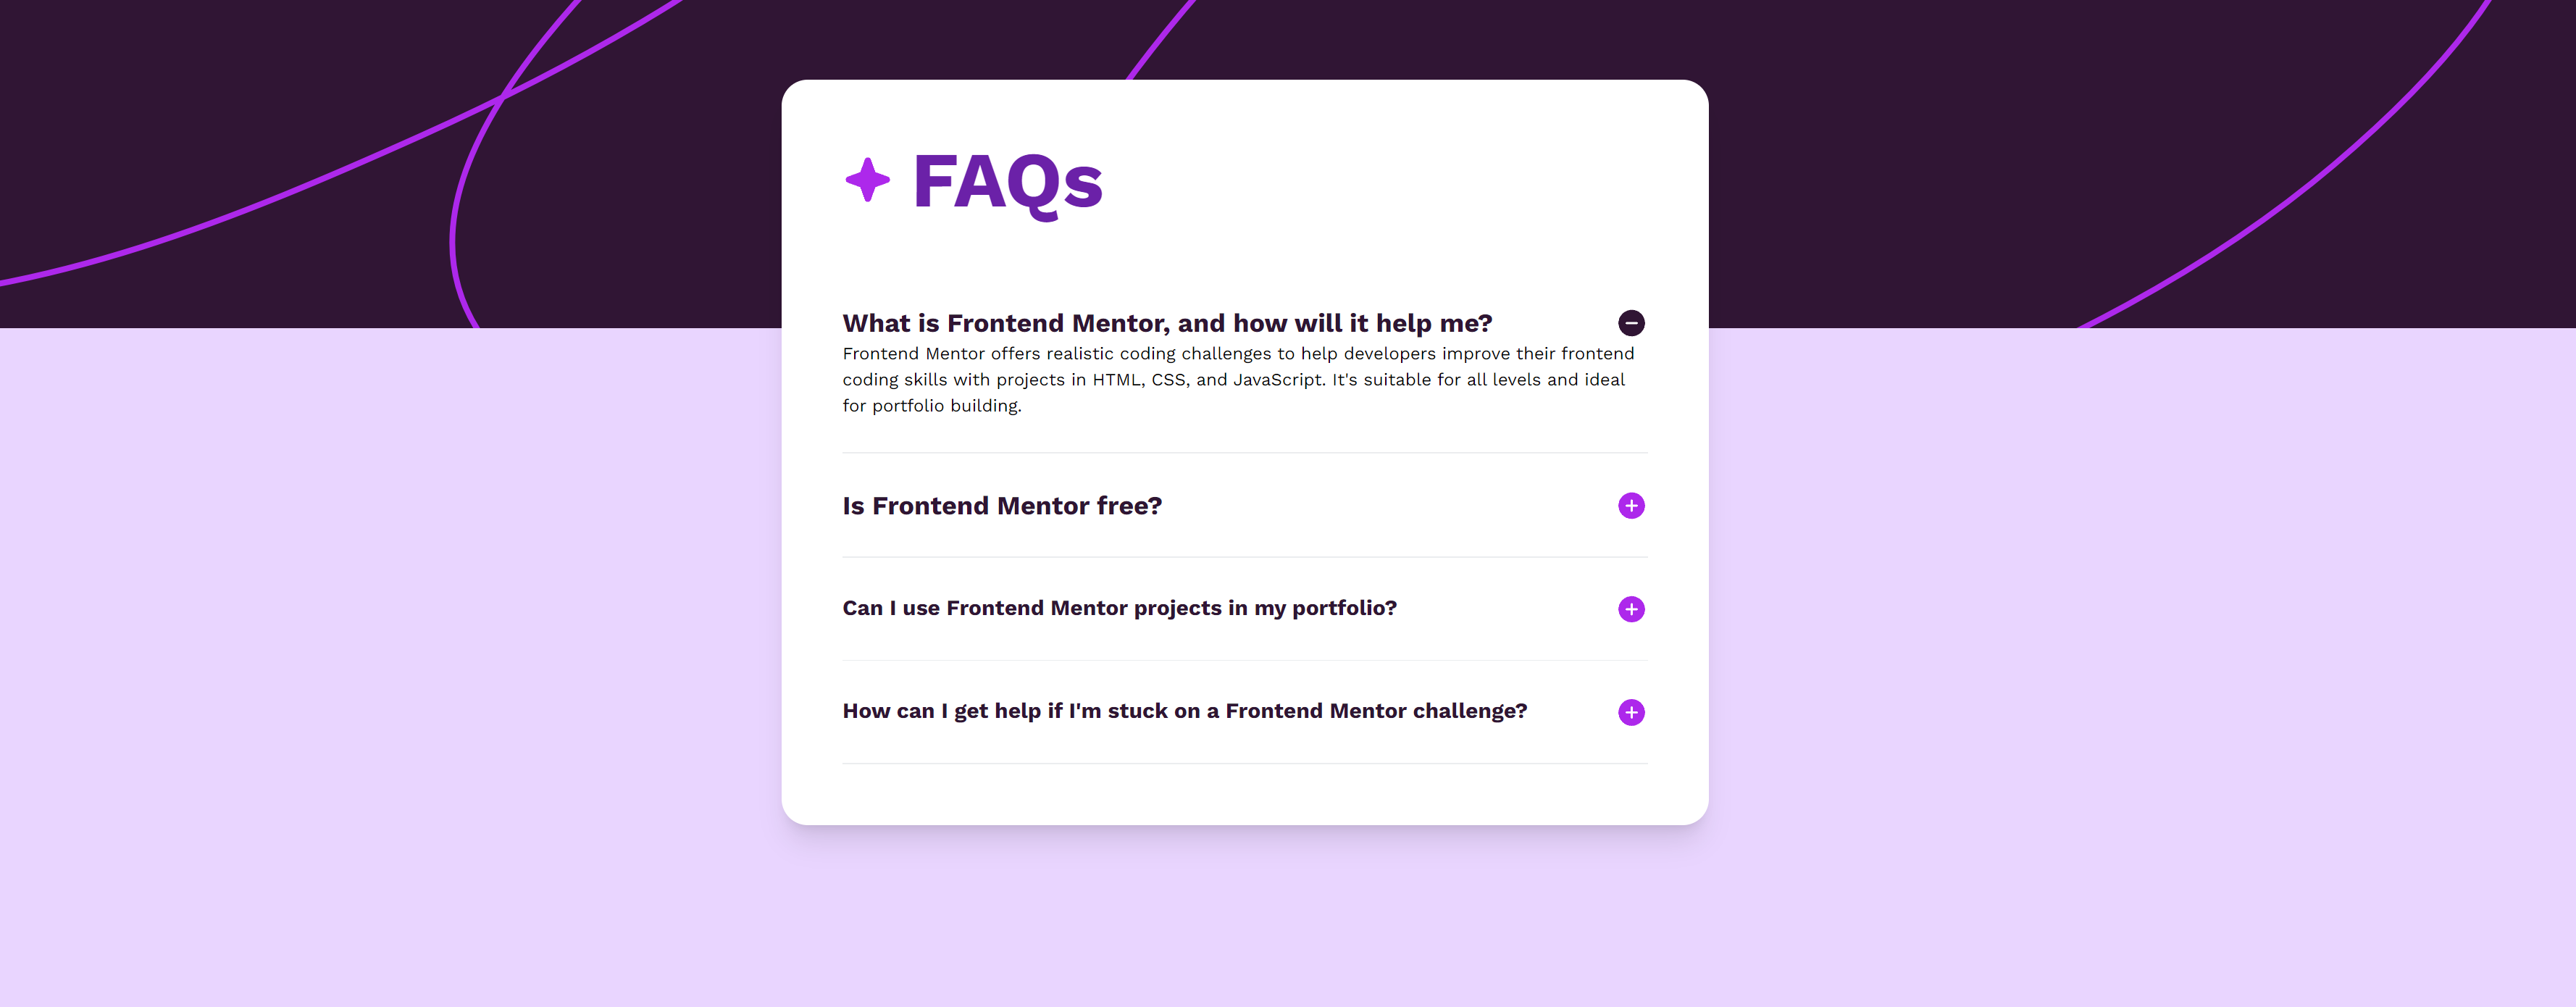 FAQs
What is Frontend Mentor, and how will it help me?
Frontend Mentor offers realistic coding challenges to help developers improve their frontend
coding skills with projects in HTML, CSS, and JavaScript. It's suitable for all levels and ideal
for portfolio building.
Is Frontend Mentor free?
Can I use Frontend Mentor projects in my portfolio?
How can I get help if I'm stuck on a Frontend Mentor challenge?